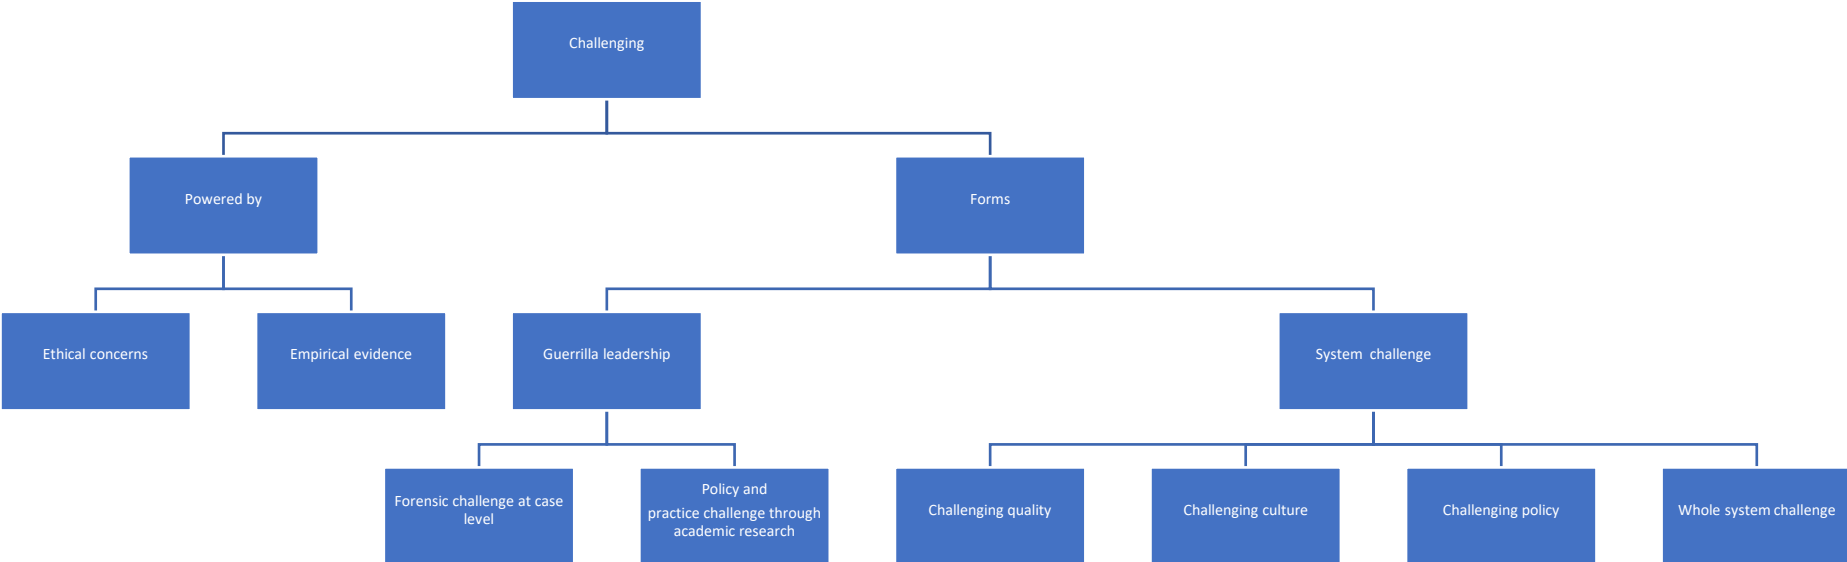 Challenging
Powered by
Forms
Ethical concerns
Empirical evidence
Guerrilla leadership
System  challenge
Forensic challenge at case
level
Policy and
practice challenge through
academic research
Challenging quality
Challenging culture
Challenging policy
Whole system challenge